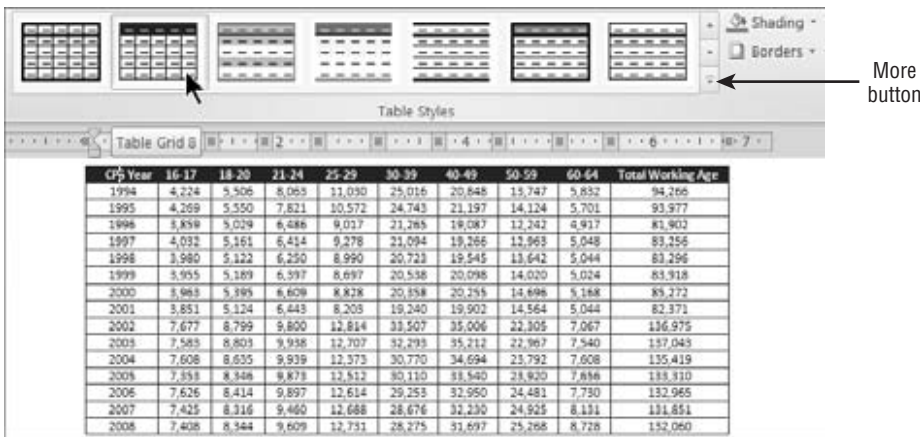 Shading
Borders
More
button
Table Styles
Table Grid 8
2 4 6 7
CPS Year 16-17 18-20 21-24 25-29 30-39 40-49 50-59 60-64 Total Working Age
1994 4,224 5,506 8,063 11,030 25,016 20,848 13,747 5,832 94,266
1995 4,269 5,550 7,821 10,572 24,743 21,197 14,124 5,701 93,977
1996 3,859 5,029 6,486 9,017 21,265 19,087 12,242 4,917 81,902
1997 4,032 5,161 6,414 9,278 21,094 19,266 12,963 5,048 83,256
1998 3,980 5,122 6,250 8,990 20,723 19,545 13,642 5,044 83,296
1999 3,955 5,189 6,397 8,697 20,538 20,098 14,020 5,024 83,918
2000 3,963 5,395 6,609 8,828 20,358 20,255 14,696 5,168 85,272
2001 3,851 5,124 6,443 8,203 19,240 19,902 14,564 5,044 82,371
2002 7,677 8,799 9,800 12,814 33,507 35,006 22,305 7,067 136,975
2003 7,583 8,803 9,938 12,707 32,293 35,212 22,967 7,540 137,043
2004 7,608 8,635 9,939 12,373 30,770 34,694 23,792 7,608 135,419
2005 7,353 8,346 9,873 12,512 30,110 33,540 23,920 7,656 133,310
2006 7,626 8,414 9,897 12,614 29,253 32,950 24,481 7,730 132,965
2007 7,425 8,316 9,460 12,688 28,676 32,230 24,925 8,131 131,851
2008 7,408 8,344 9,609 12,731 28,275 31,697 25,268 8,728 132,060